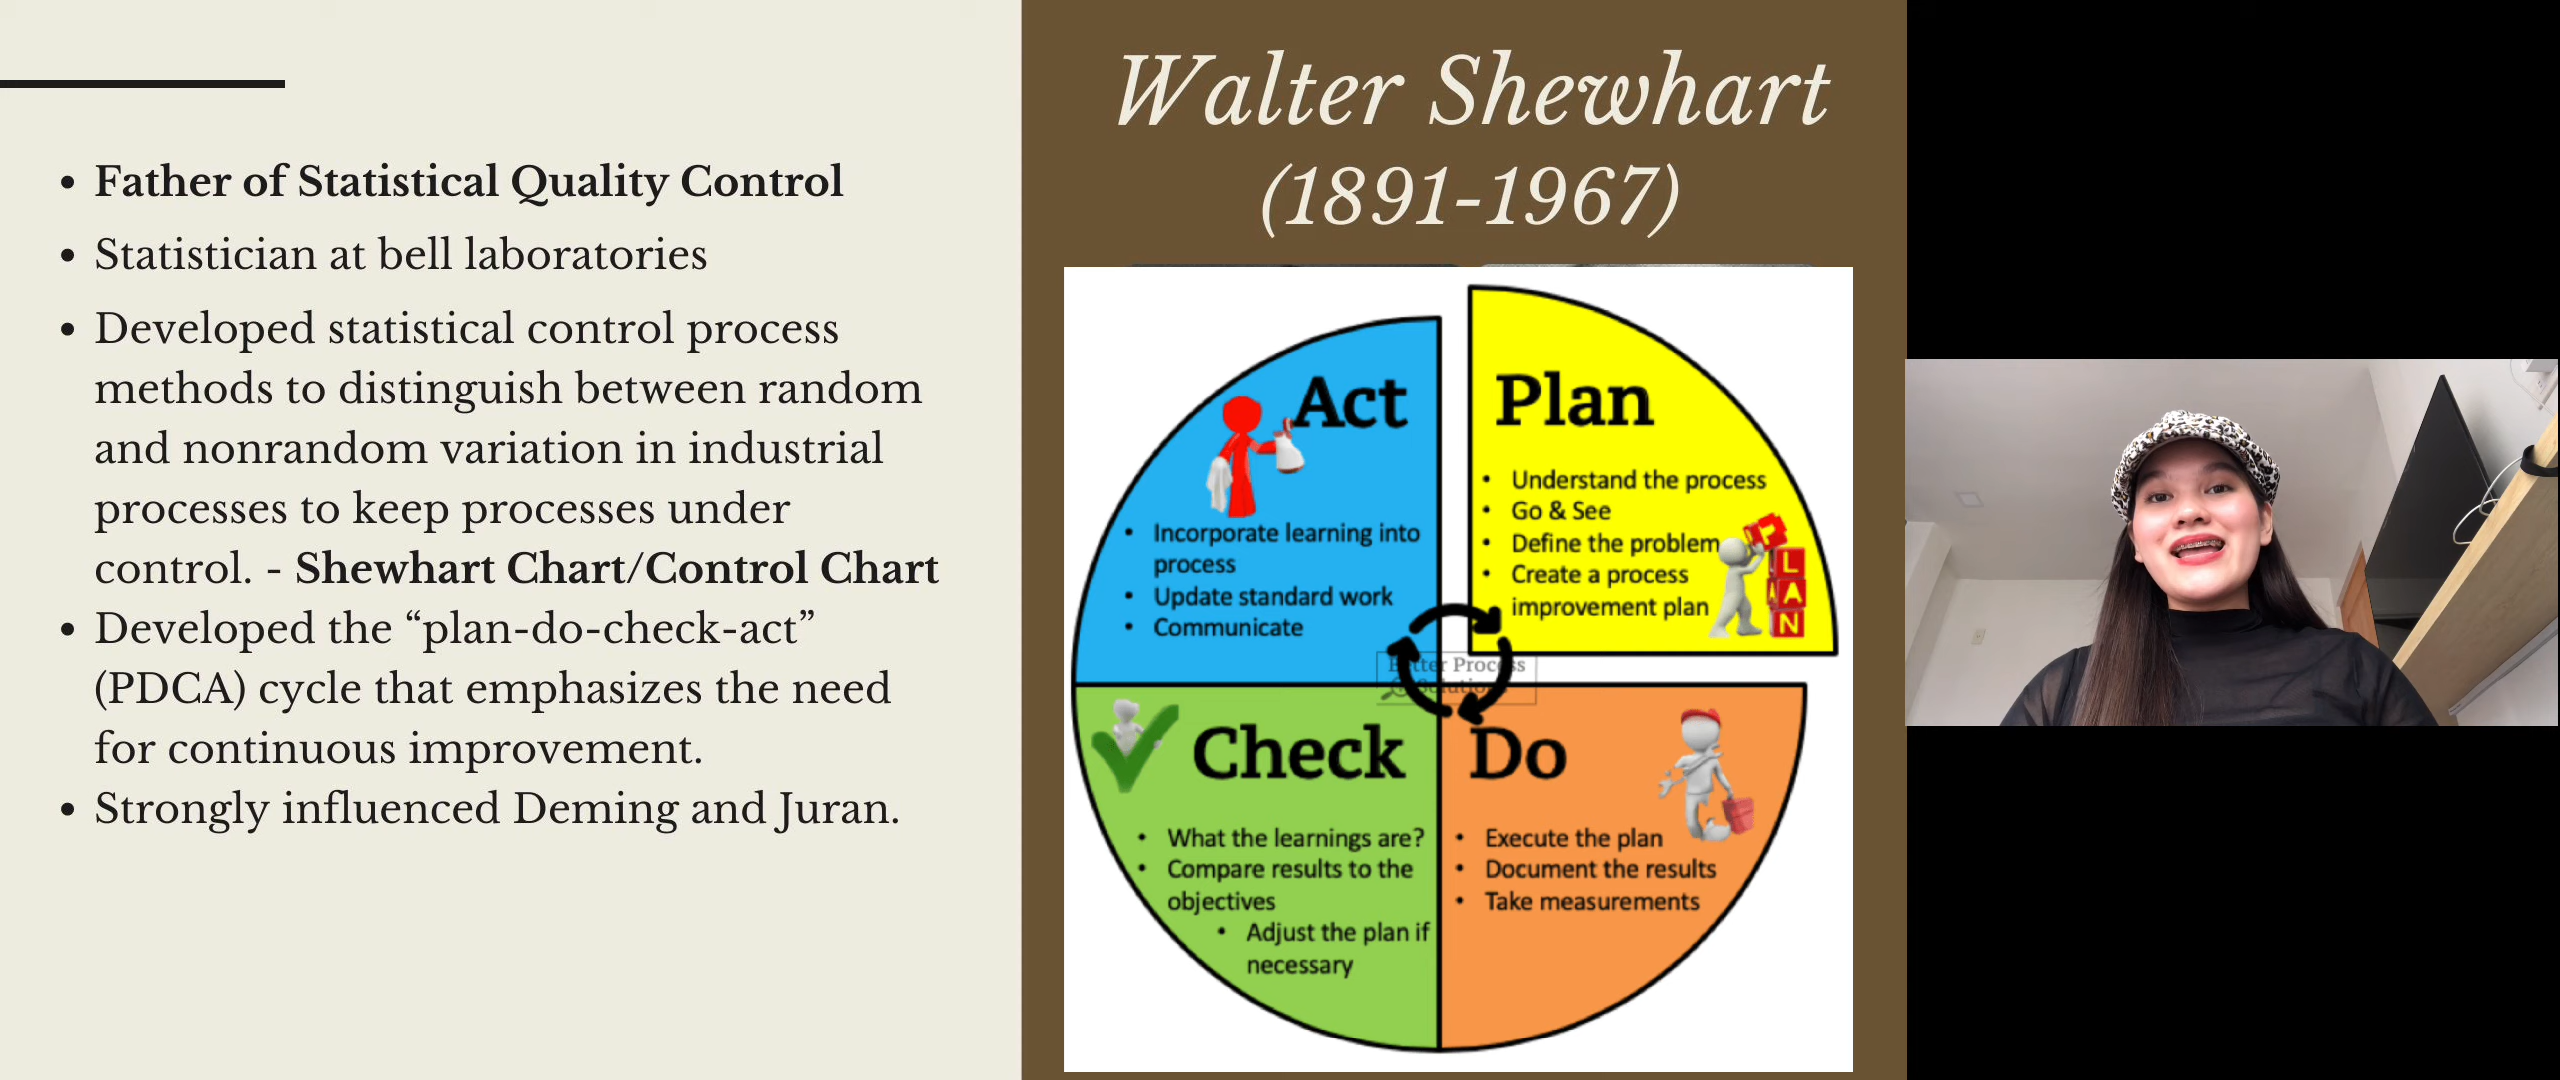 Walter Shewhart
(1891-1967)
• Father of Statistical Quality Control
• Statistician at bell laboratories
• Developed statistical control process
methods to distinguish between random
and nonrandom variation in industrial
processes to keep processes under
control. - Shewhart Chart/Control Chart
• Developed the “plan-do-check-act”
(PDCA) cycle that emphasizes the need
for continuous improvement.
• Strongly influenced Deming and Juran.
Act
• Incorporate learning into
process
• Update standard work
• Communicate
Plan
• Understand the process
• Go & See
• Define the problem
• Create a process
improvement plan
P
L
A
N
Better Process
Solutions
Check
• What the learnings are?
• Compare results to the
objectives
• Adjust the plan if
necessary
Do
• Execute the plan
• Document the results
• Take measurements